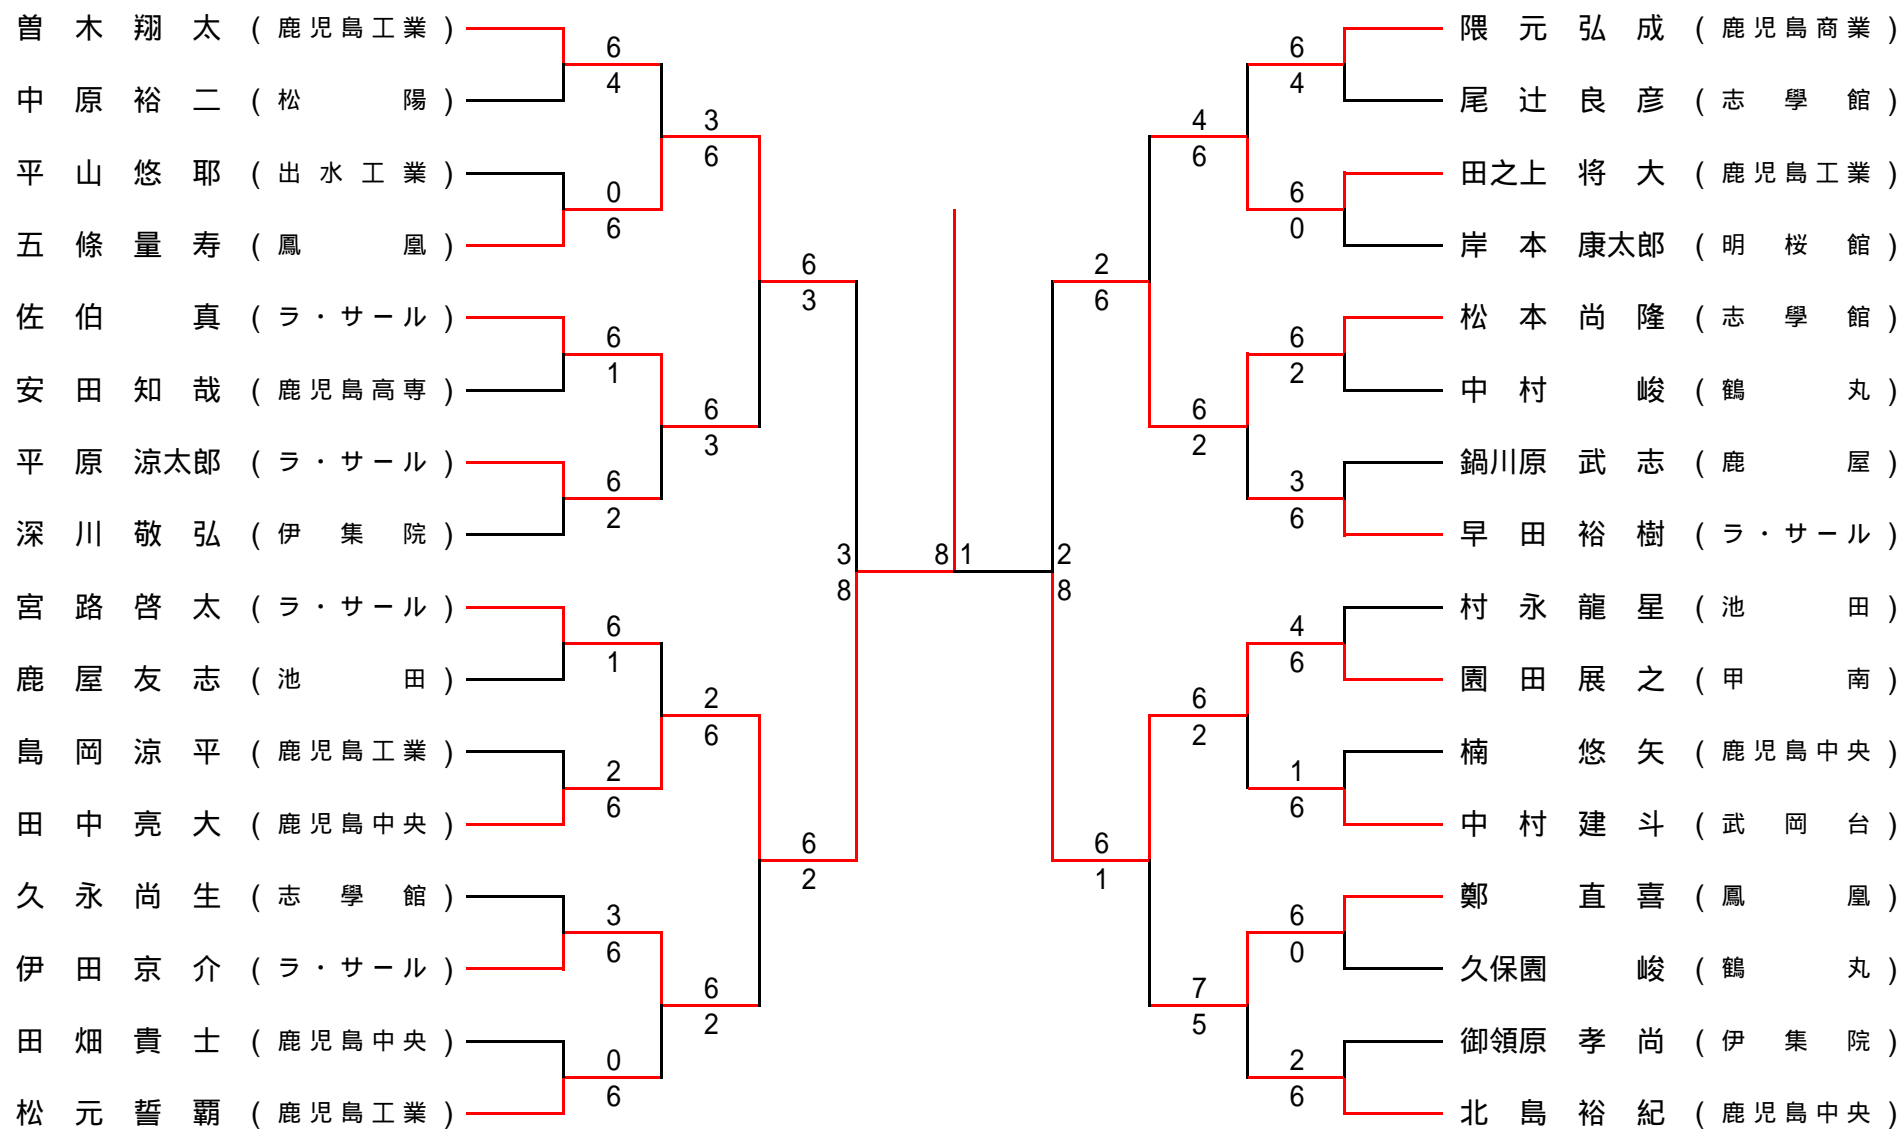 曽木翔太 (鹿児島工業) 隈元弘成 (鹿児島商業)
6 6
4 4
中原裕二 (松陽) 尾辻良彦 (志學館)
3 4
6 6
平山悠耶 (出水工業) 田之上将大 (鹿児島工業)
0 6
6 0
五條量寿 (鳳凰) 岸本康太郎 (明桜館)
6 2
3 6
佐伯真 (ラ・サール) 松本尚隆 (志學館)
6 6
1 2
安田知哉 (鹿児島高専) 中村峻 (鶴丸)
6 6
3 2
平原涼太郎 (ラ・サール) 鍋川原武志 (鹿屋)
6 3
2 6
深川敬弘 (伊集院) 早田裕樹 (ラ・サール)
3 8 1 2
8 8
宮路啓太 (ラ・サール) 村永龍星 (池田)
6 4
1 6
鹿屋友志 (池田) 園田展之 (甲南)
2 6
6 2
島岡涼平 (鹿児島工業) 楠悠矢 (鹿児島中央)
2 1
6 6
田中亮大 (鹿児島中央) 中村建斗 (武岡台)
6 6
2 1
久永尚生 (志學館) 鄭直喜 (鳳凰)
3 6
6 0
伊田京介 (ラ・サール) 久保園峻 (鶴丸)
6 7
2 5
田畑貴士 (鹿児島中央) 御領原孝尚 (伊集院)
0 2
6 6
松元誓覇 (鹿児島工業) 北島裕紀 (鹿児島中央)